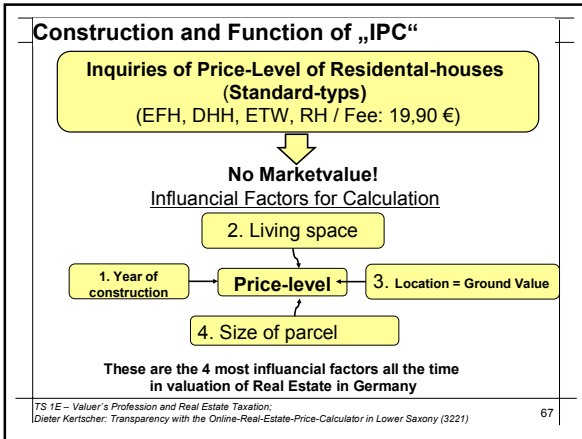 Construction and Function of „IPC“
Inquiries of Price-Level of Residental-houses
(Standard-typs)
(EFH, DHH, ETW, RH / Fee: 19,90 €)
No Marketvalue!
Influancial Factors for Calculation
2. Living space
1. Year of
construction
Price-level
3. Location = Ground Value
4. Size of parcel
These are the 4 most influancial factors all the time
in valuation of Real Estate in Germany
TS 1E – Valuer´s Profession and Real Estate Taxation;
Dieter Kertscher: Transparency with the Online-Real-Estate-Price-Calculator in Lower Saxony (3221)
67